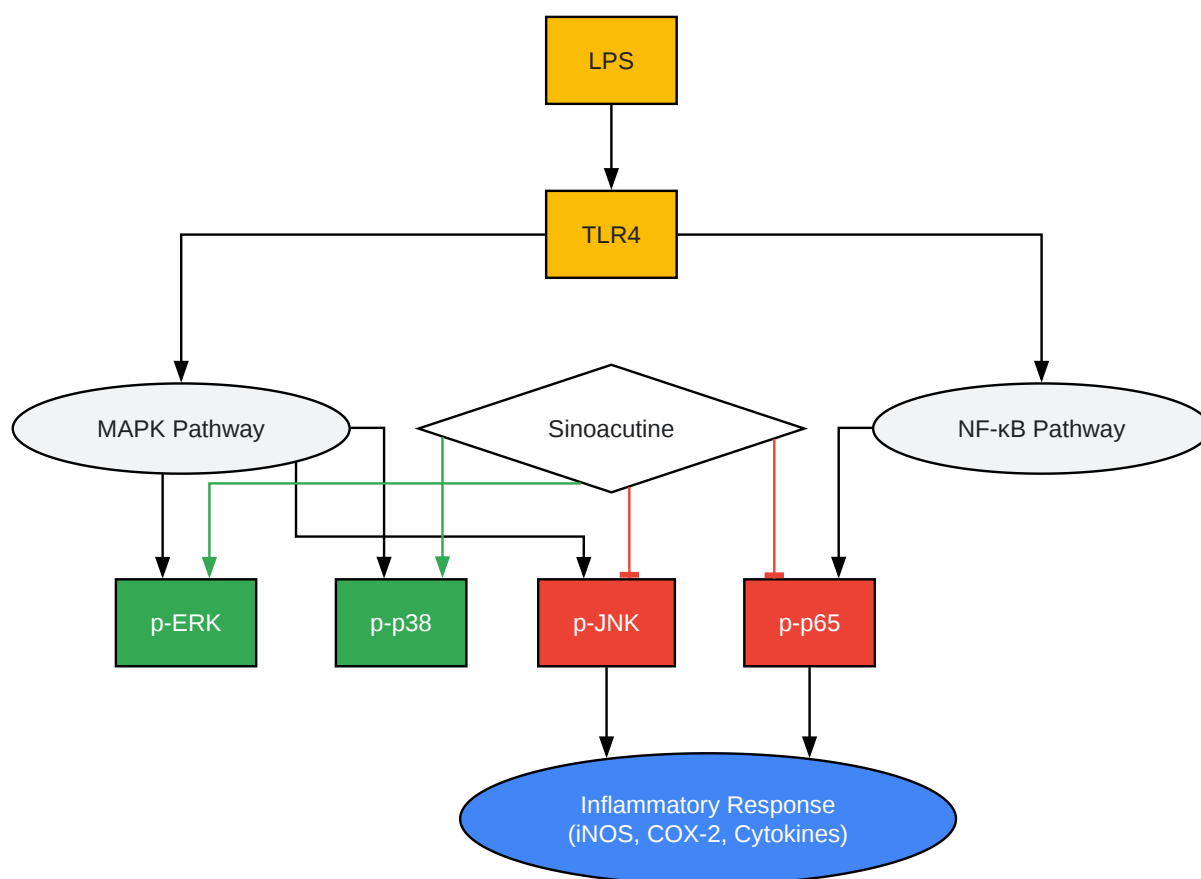 LPS
TLR4
MAPK Pathway
Sinoacutine
NF-κB Pathway
p-ERK
p-p38
p-JNK
p-p65
Inflammatory Response
(iNOS, COX-2, Cytokines)